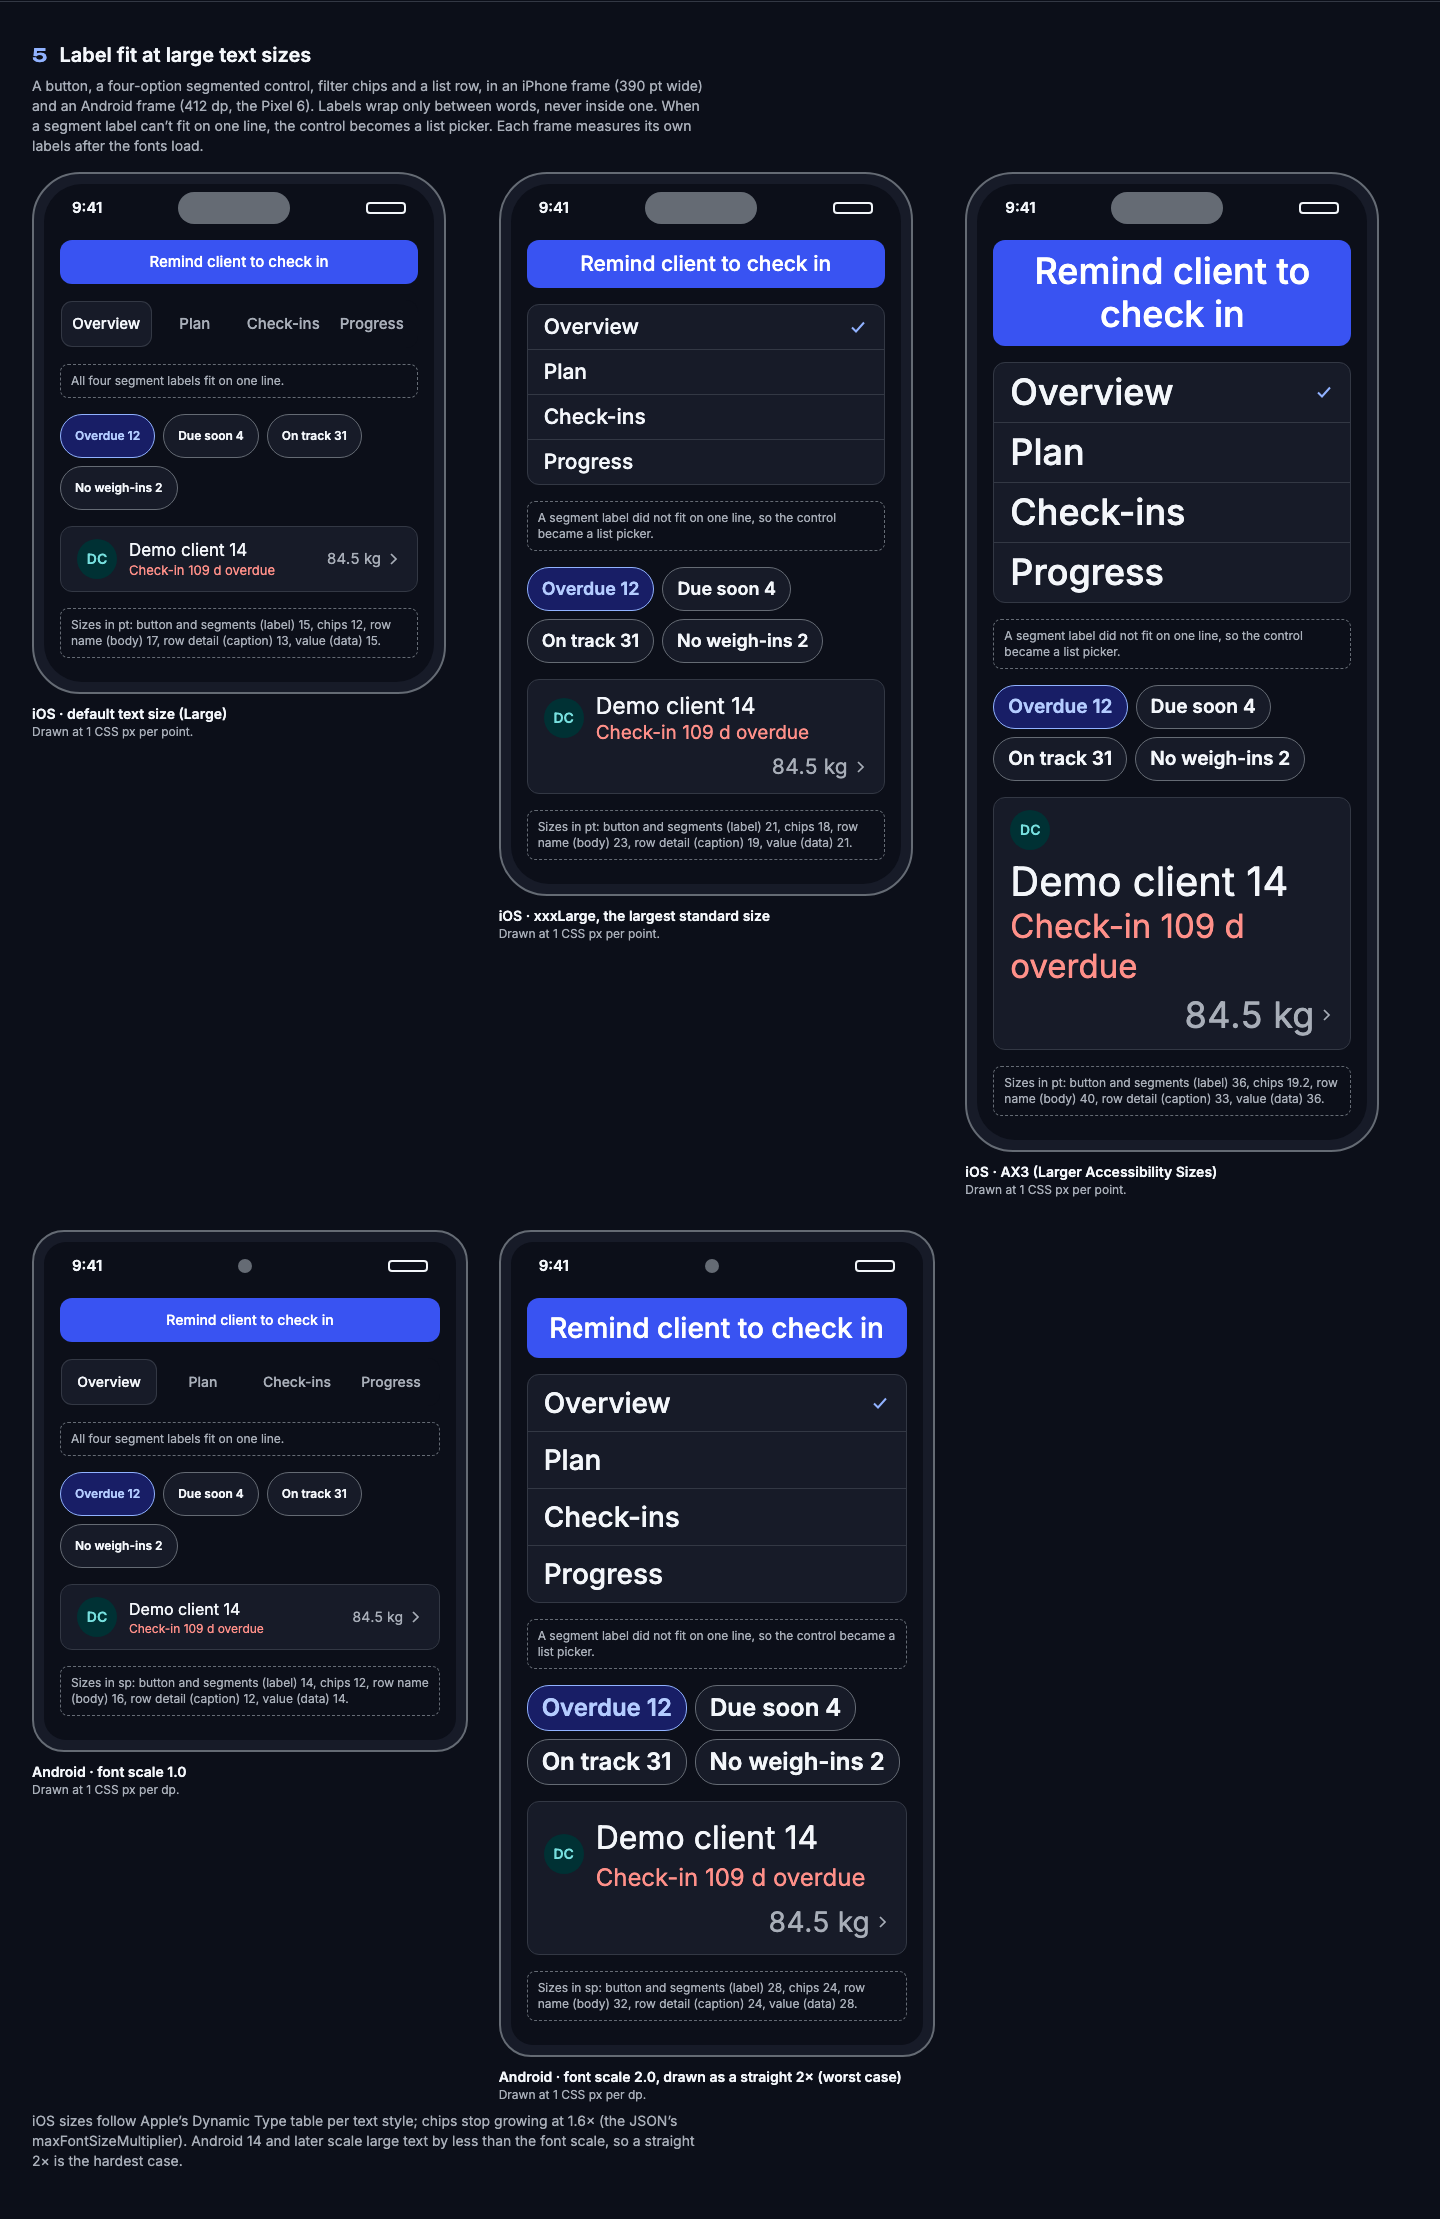 5 Label fit at large text sizes
A button, a four-option segmented control, filter chips and a list row, in an iPhone frame (390 pt wide)
and an Android frame (412 dp, the Pixel 6). Labels wrap only between words, never inside one. When
a segment label can’t fit on one line, the control becomes a list picker. Each frame measures its own
labels after the fonts load.
9:41
Remind client to check in
Overview Plan Check-ins Progress
All four segment labels fit on one line.
Overdue 12 Due soon 4 On track 31
No weigh-ins 2
DC
Demo client 14
Check-in 109 d overdue
84.5 kg
Sizes in pt: button and segments (label) 15, chips 12, row
name (body) 17, row detail (caption) 13, value (data) 15.
iOS · default text size (Large)
Drawn at 1 CSS px per point.
9:41
Remind client to check in
Overview
Plan
Check-ins
Progress
A segment label did not fit on one line, so the control
became a list picker.
Overdue 12 Due soon 4
On track 31 No weigh-ins 2
DC
Demo client 14
Check-in 109 d overdue
84.5 kg
Sizes in pt: button and segments (label) 21, chips 18, row
name (body) 23, row detail (caption) 19, value (data) 21.
iOS · xxxLarge, the largest standard size
Drawn at 1 CSS px per point.
9:41
Remind client to
check in
Overview
Plan
Check-ins
Progress
A segment label did not fit on one line, so the control
became a list picker.
Overdue 12 Due soon 4
On track 31 No weigh-ins 2
DC
Demo client 14
Check-in 109 d
overdue
84.5 kg
Sizes in pt: button and segments (label) 36, chips 19.2, row
name (body) 40, row detail (caption) 33, value (data) 36.
iOS · AX3 (Larger Accessibility Sizes)
Drawn at 1 CSS px per point.
9:41
Remind client to check in
Overview Plan Check-ins Progress
All four segment labels fit on one line.
Overdue 12 Due soon 4 On track 31
No weigh-ins 2
DC
Demo client 14
Check-in 109 d overdue
84.5 kg
Sizes in sp: button and segments (label) 14, chips 12, row name
(body) 16, row detail (caption) 12, value (data) 14.
Android · font scale 1.0
Drawn at 1 CSS px per dp.
9:41
Remind client to check in
Overview
Plan
Check-ins
Progress
A segment label did not fit on one line, so the control became a
list picker.
Overdue 12 Due soon 4
On track 31 No weigh-ins 2
DC
Demo client 14
Check-in 109 d overdue
84.5 kg
Sizes in sp: button and segments (label) 28, chips 24, row
name (body) 32, row detail (caption) 24, value (data) 28.
Android · font scale 2.0, drawn as a straight 2× (worst case)
Drawn at 1 CSS px per dp.
iOS sizes follow Apple’s Dynamic Type table per text style; chips stop growing at 1.6× (the JSON’s
maxFontSizeMultiplier). Android 14 and later scale large text by less than the font scale, so a straight
2× is the hardest case.